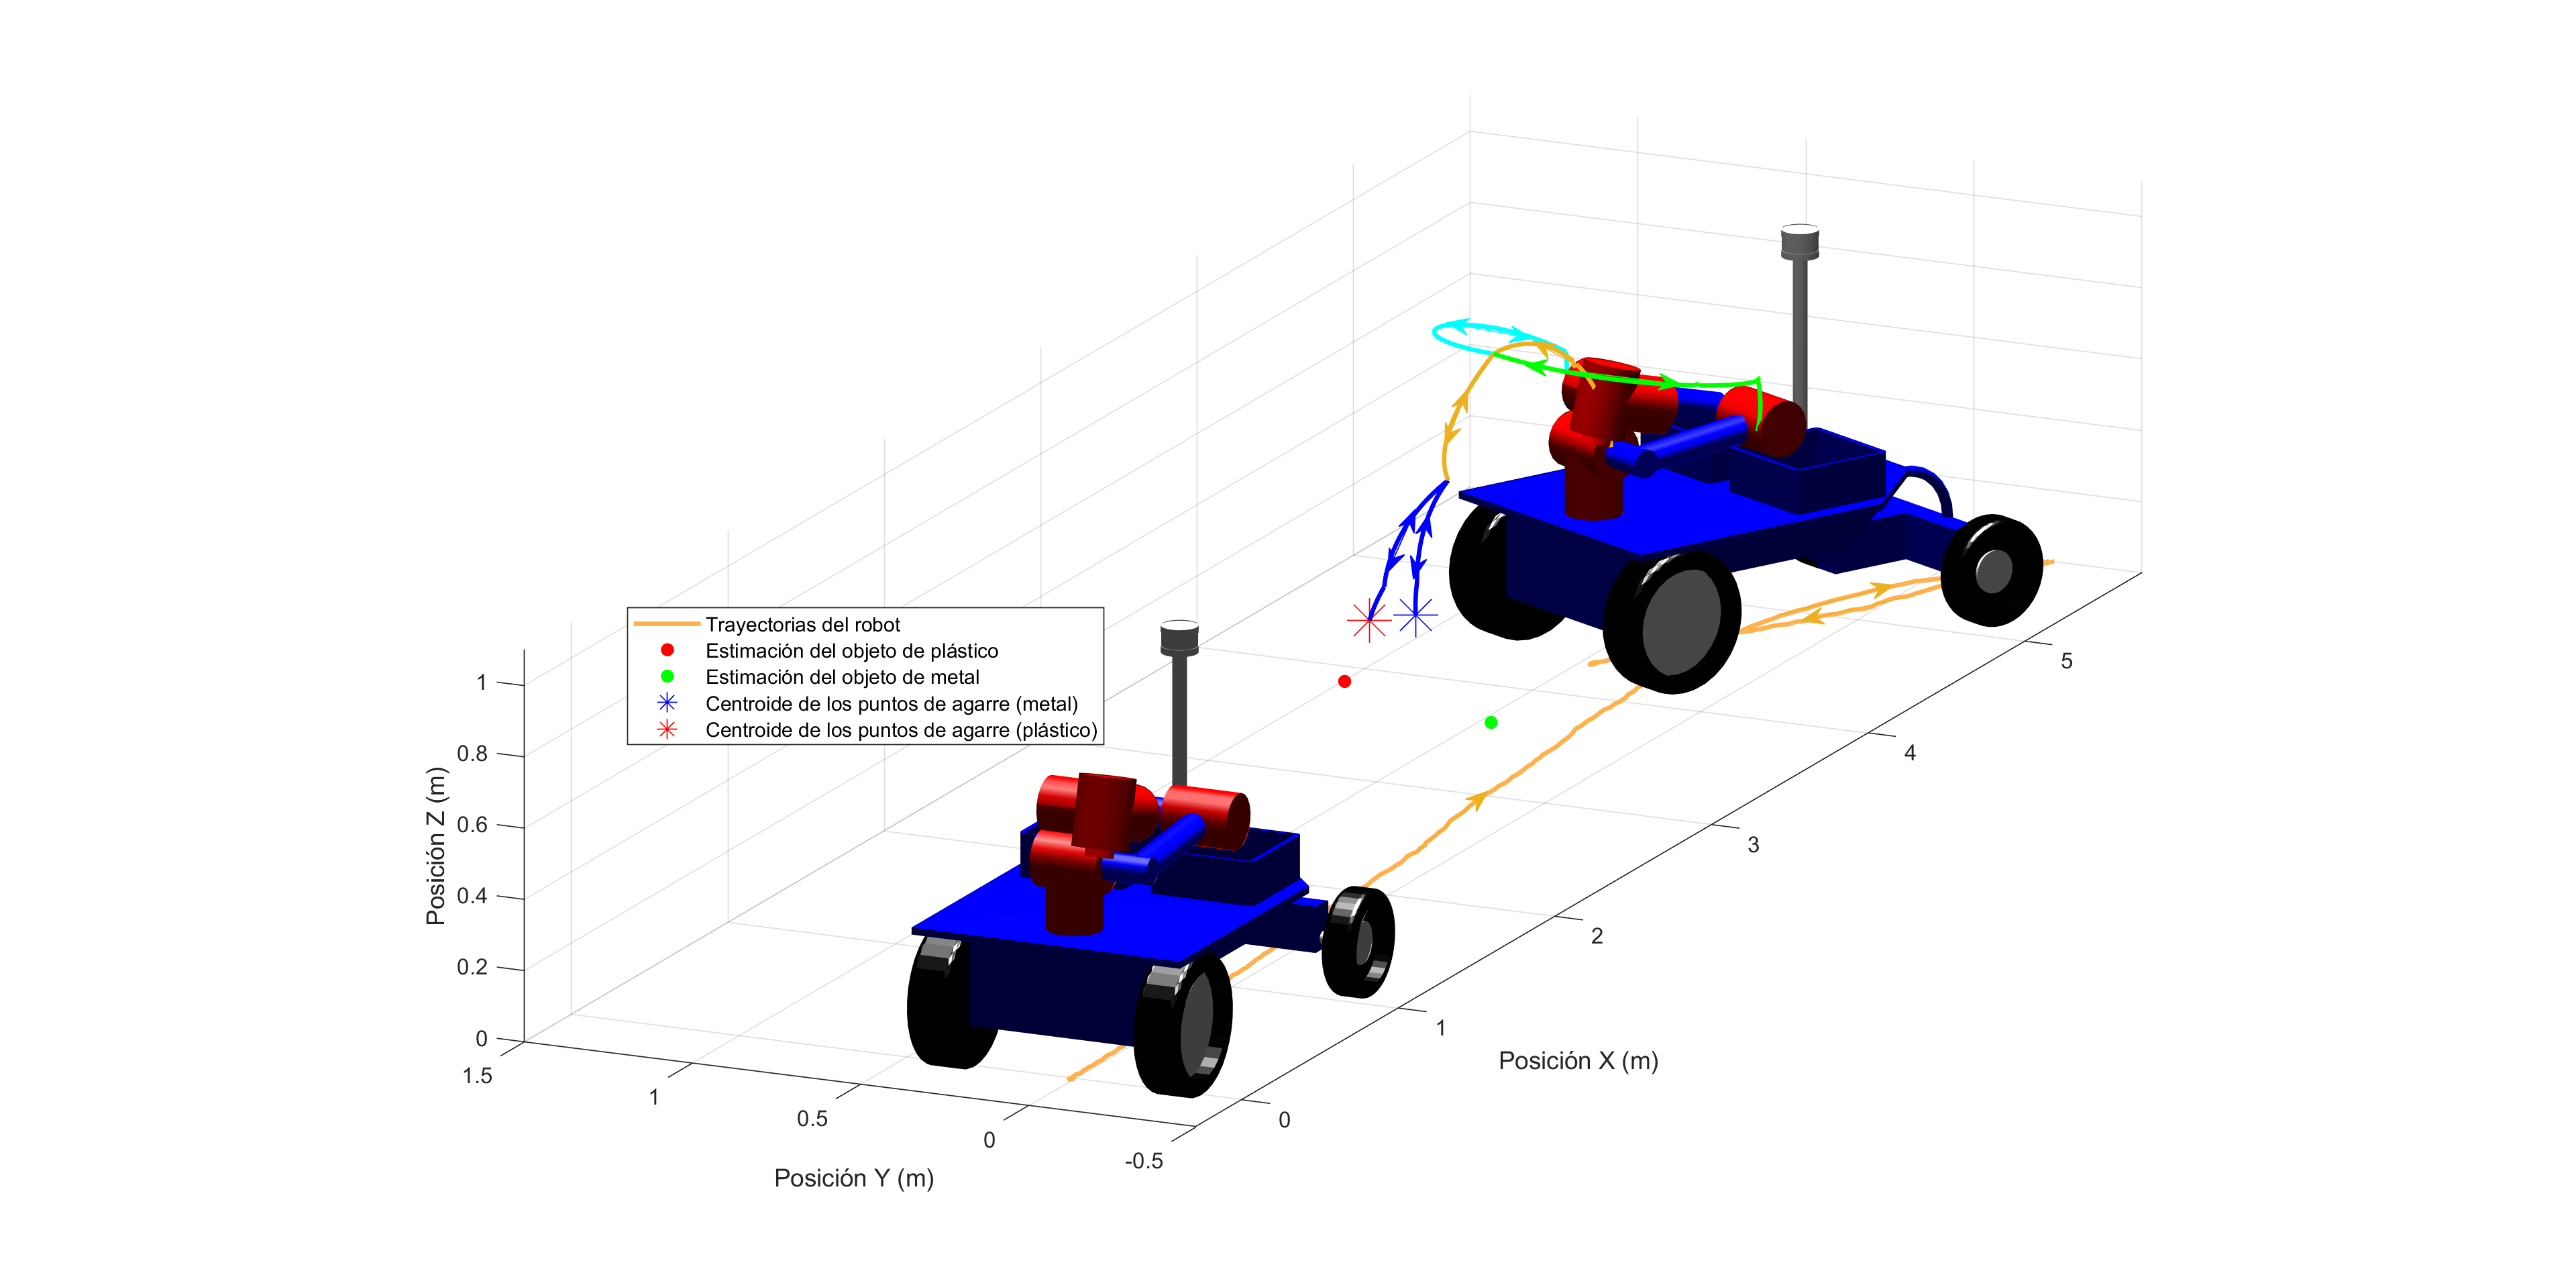 Trayectorias del robot
Estimación del objeto de plástico
Estimación del objeto de metal
Centroide de los puntos de agarre (metal)
Centroide de los puntos de agarre (plástico)
Posición Z (m)
1
0.8
0.6
0.4
0.2
0
1.5
1
0.5
0
-0.5
Posición Y (m)
0
1
2
3
4
5
Posición X (m)